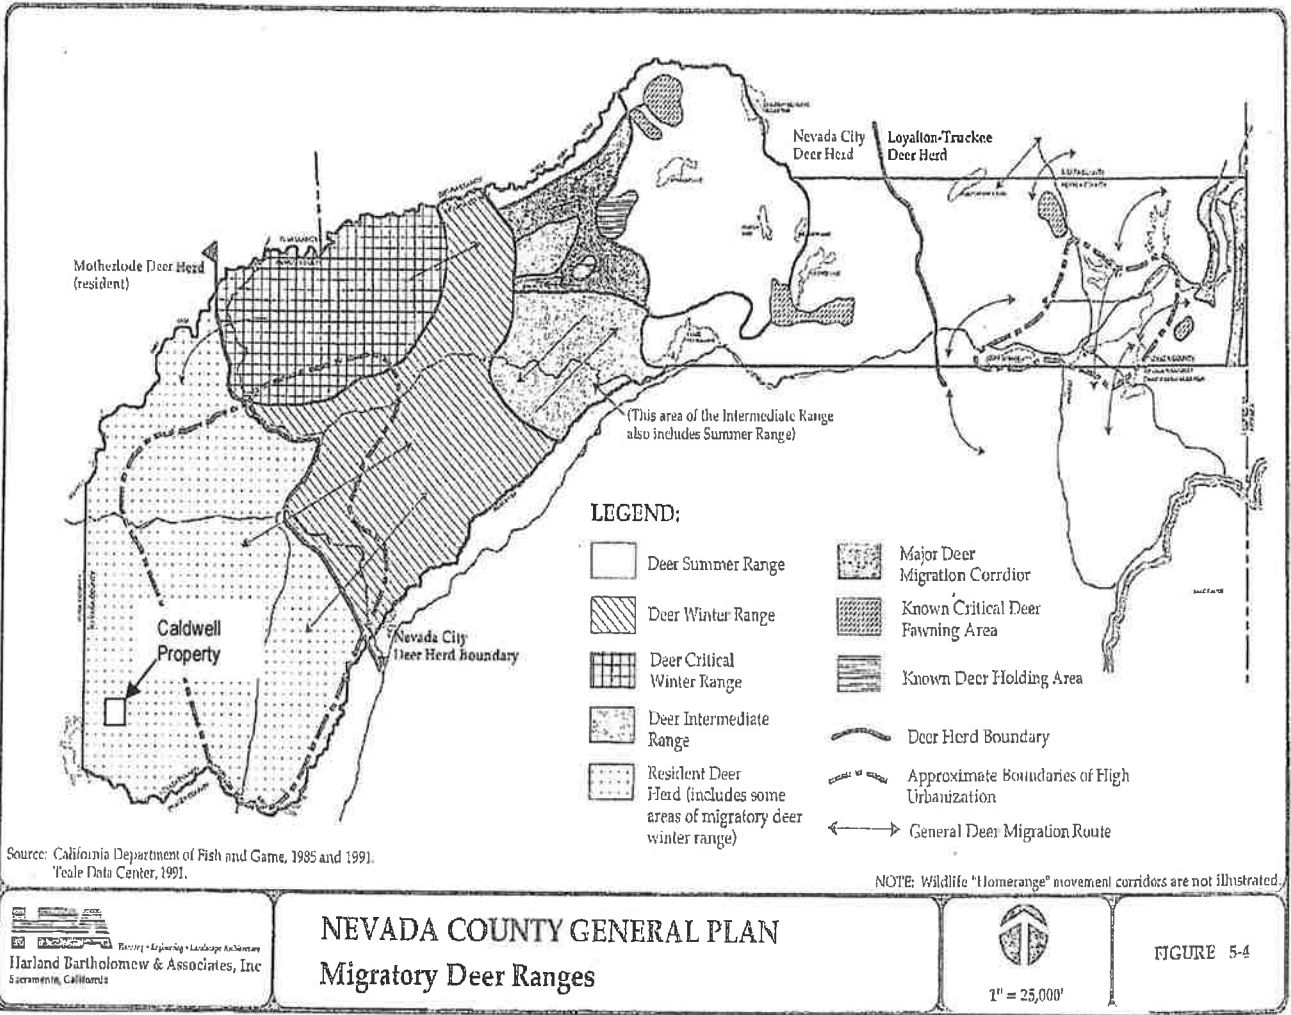 Nevada City
Deer Herd
Loyalton-Truckee
Deer Herd
Motherlode Deer Herd
(resident)
(This area of the Intermediate Range
also includes Summer Range)
Caldwell
Property
Nevada City
Deer Herd Boundary
LEGEND:
Deer Summer Range
Deer Winter Range
Deer Critical
Winter Range
Deer Intermediate
Range
Resident Deer
Herd (includes some
areas of migratory deer
winter range)
Major Deer
Migration Corrdior
Known Critical Deer
Fawning Area
Known Deer Holding Area
Deer Herd Boundary
Approximate Boundaries of High
Urbanization
General Deer Migration Route
Source: California Department of Fish and Game, 1985 and 1991.
Teale Data Center, 1991.
NOTE: Wildlife "Homerange" movement corridors are not illustrated.
Planning • Engineering • Landscape Architecture
Harland Bartholomew & Associates, Inc
Sacramento, California
NEVADA COUNTY GENERAL PLAN
Migratory Deer Ranges
1" = 25,000'
FIGURE 5-4